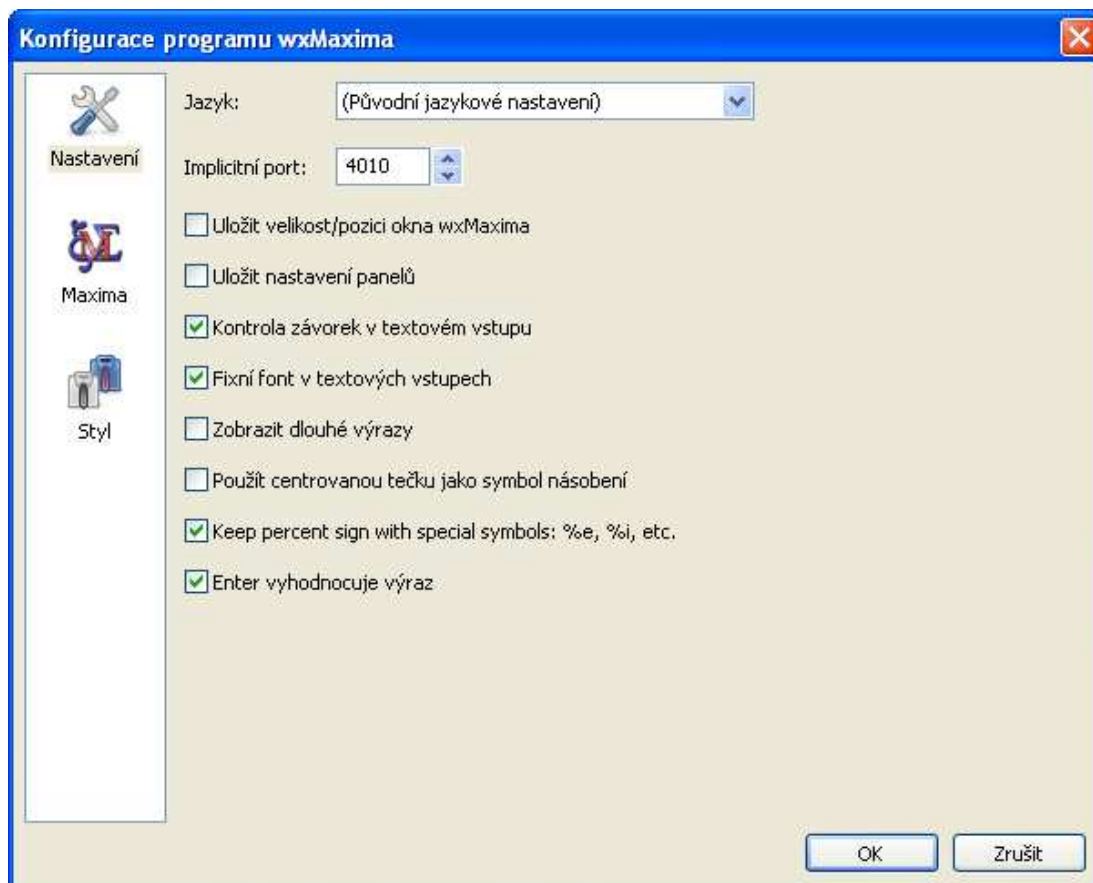 Konfigurace programu wxMaxima
Nastavení
Maxima
Styl
Jazyk: (Původní jazykové nastavení)
Implicitní port: 4010
Uložit velikost/pozici okna wxMaxima
Uložit nastavení panelů
Kontrola závorek v textovém vstupu
Fixní font v textových vstupech
Zobrazit dlouhé výrazy
Použít centrovanou tečku jako symbol násobení
Keep percent sign with special symbols: %e, %i, etc.
Enter vyhodnocuje výraz
OK Zrušit